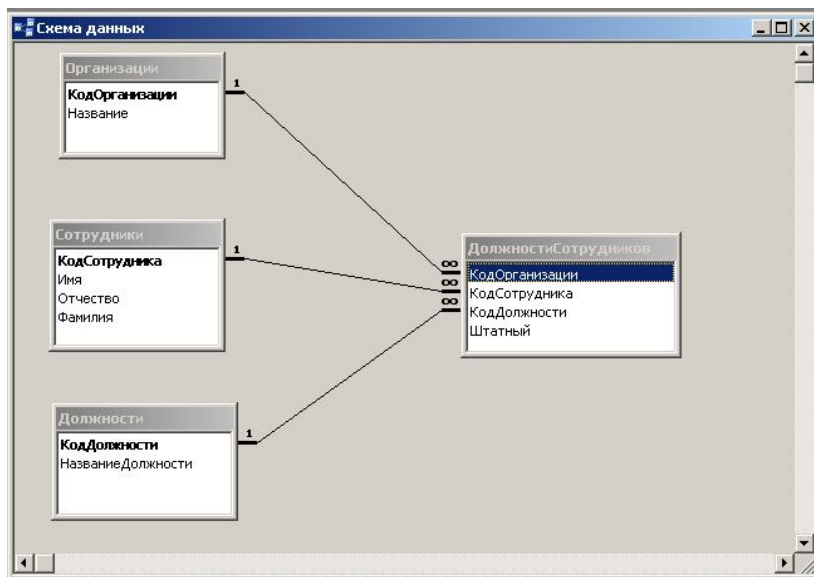 Схема данных
Организации
КодОрганизации
Название
1
Сотрудники
КодСотрудника
Имя
Отчество
Фамилия
1
Должности
КодДолжности
НазваниеДолжности
1
ДолжностиСотрудников
∞ КодОрганизации
∞ КодСотрудника
∞ КодДолжности
Штатный